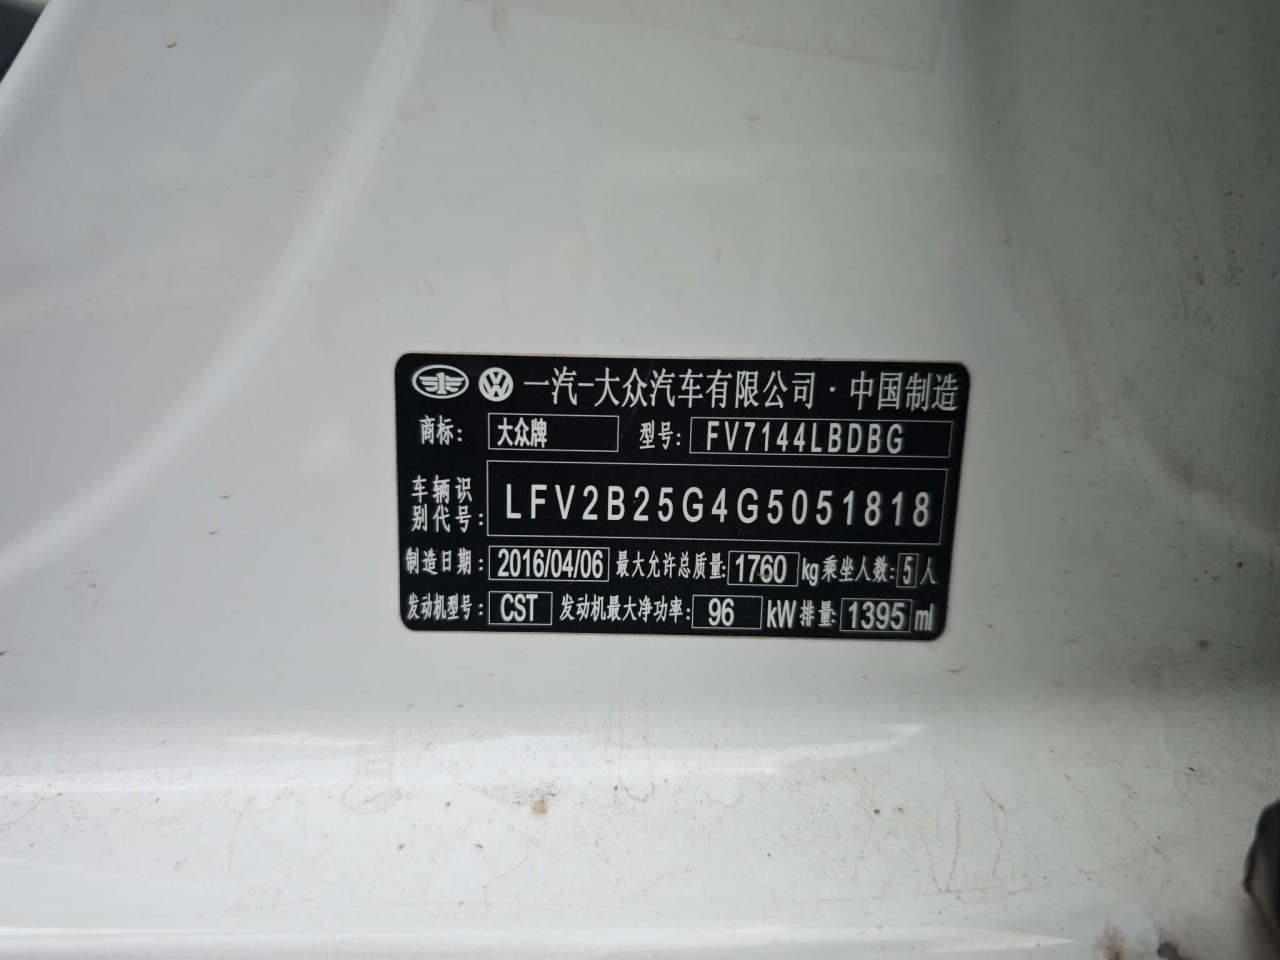 一汽-大众汽车有限公司·中国制造
商标: 大众牌 型号: FV7144LBDBG
车辆识别代号: LFV2B25G4G5051818
制造日期: 2016/04/06 最大允许总质量: 1760 kg 乘坐人数: 5 人
发动机型号: CST 发动机最大净功率: 96 kW 排量: 1395 ml